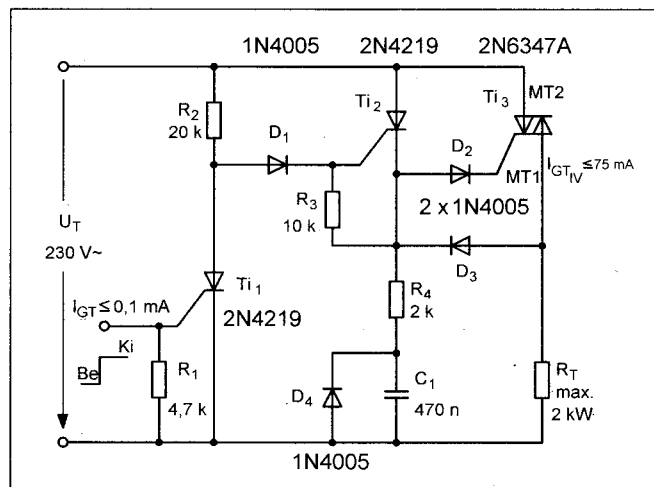 1N4005 2N4219 2N6347A
R2
20 k
Ti2
Ti3
MT2
D1
D2
MT1
IGTIV ≤75 mA
R3
10 k
2 x 1N4005
UT
230 V~
D3
Ti1
IGT ≤ 0,1 mA
2N4219
R4
2 k
Ki
Be
R1
4,7 k
D4
C1
470 n
RT
max.
2 kW
1N4005